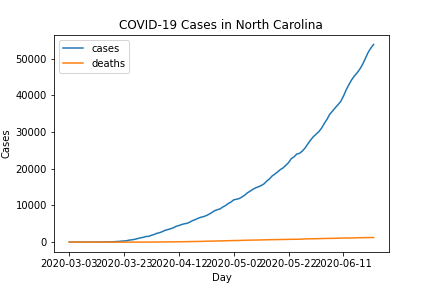 COVID-19 Cases in North Carolina
cases
deaths
50000
40000
30000
20000
10000
0
Cases
2020-03-03 2020-03-23 2020-04-12 2020-05-02 2020-05-22 2020-06-11
Day